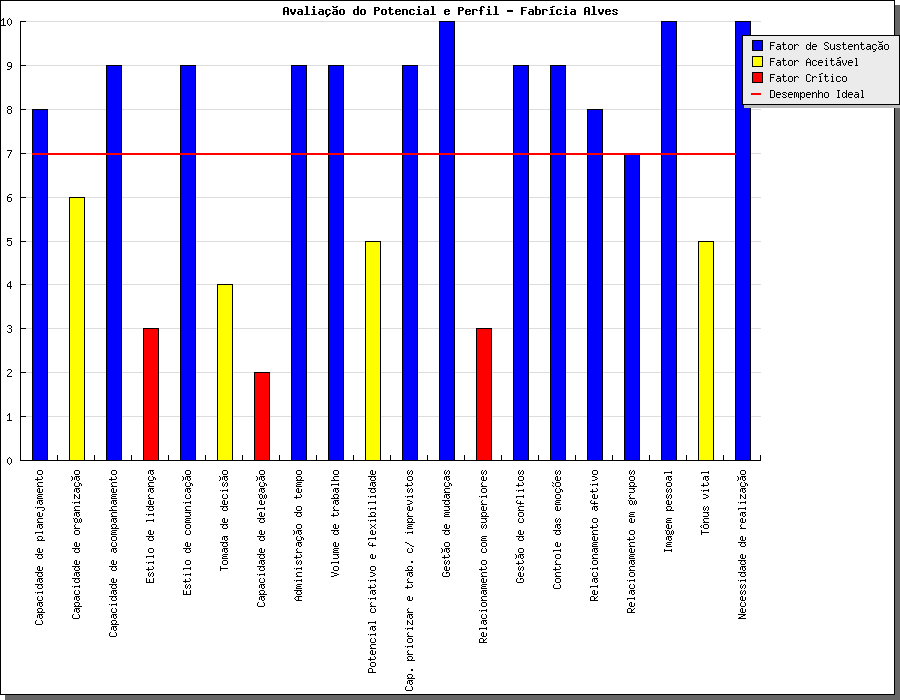 Avaliação do Potencial e Perfil - Fabrícia Alves
Fator de Sustentação
Fator Aceitável
Fator Crítico
Desempenho Ideal
10
9
8
7
6
5
4
3
2
1
0
Capacidade de planejamento
Capacidade de organização
Capacidade de acompanhamento
Estilo de liderança
Estilo de comunicação
Tomada de decisão
Capacidade de delegação
Administração do tempo
Volume de trabalho
Potencial criativo e flexibilidade
Cap. priorizar e trab. c/ imprevistos
Gestão de mudanças
Relacionamento com superiores
Gestão de conflitos
Controle das emoções
Relacionamento afetivo
Relacionamento em grupos
Imagem pessoal
Tônus vital
Necessidade de realização